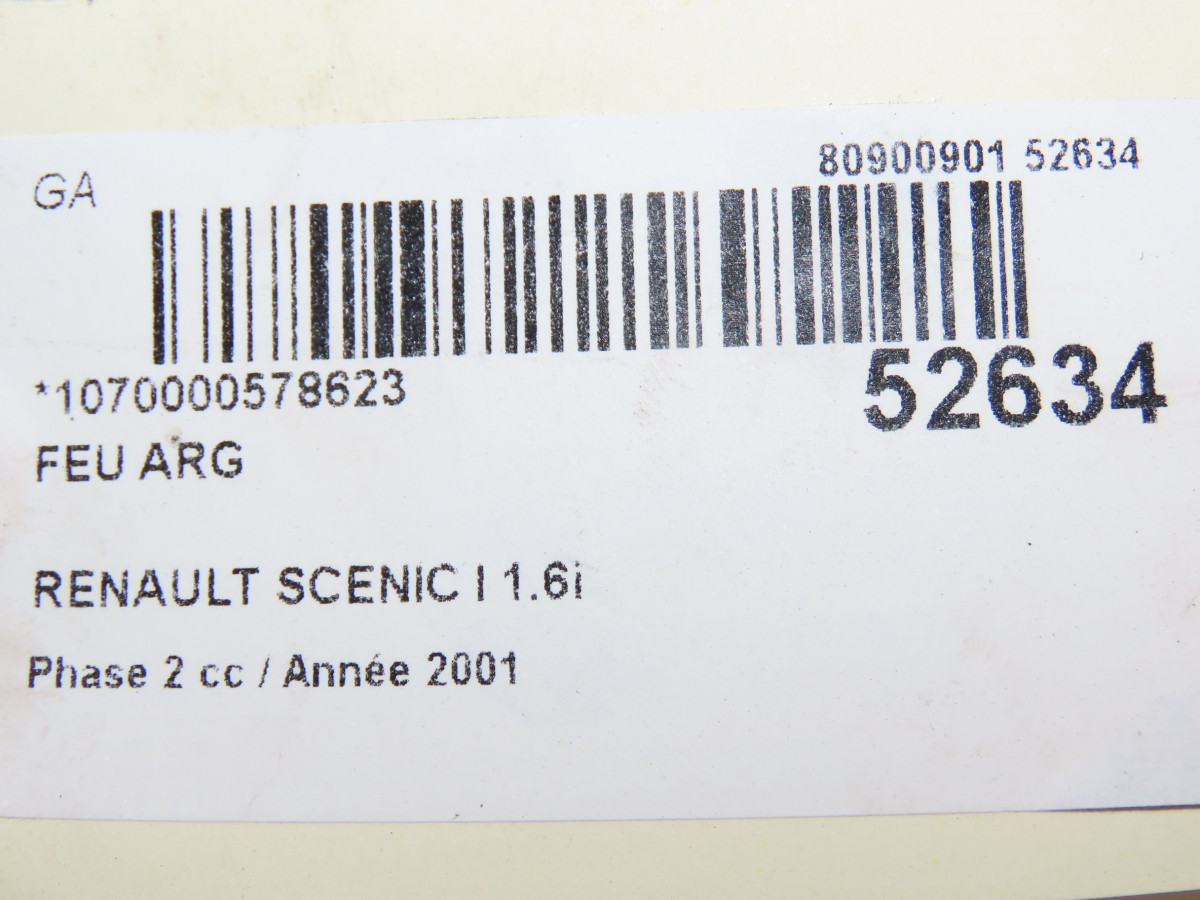 GA
80900901 52634
*1070000578623
52634
FEU ARG
RENAULT SCENIC I 1.6i
Phase 2 cc / Année 2001